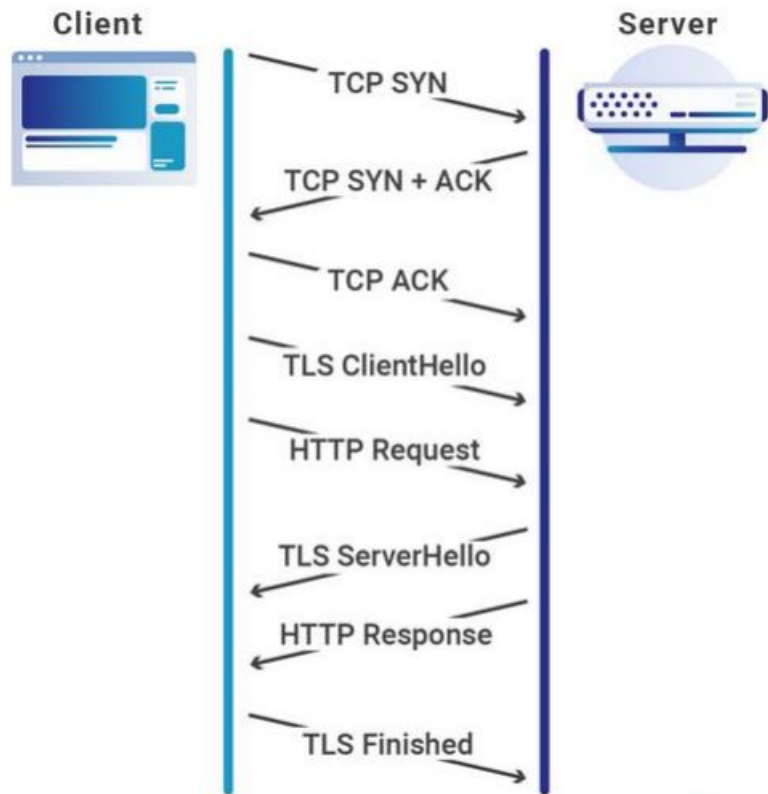 Client
Server
TCP SYN
TCP SYN + ACK
TCP ACK
TLS ClientHello
HTTP Request
TLS ServerHello
HTTP Response
TLS Finished